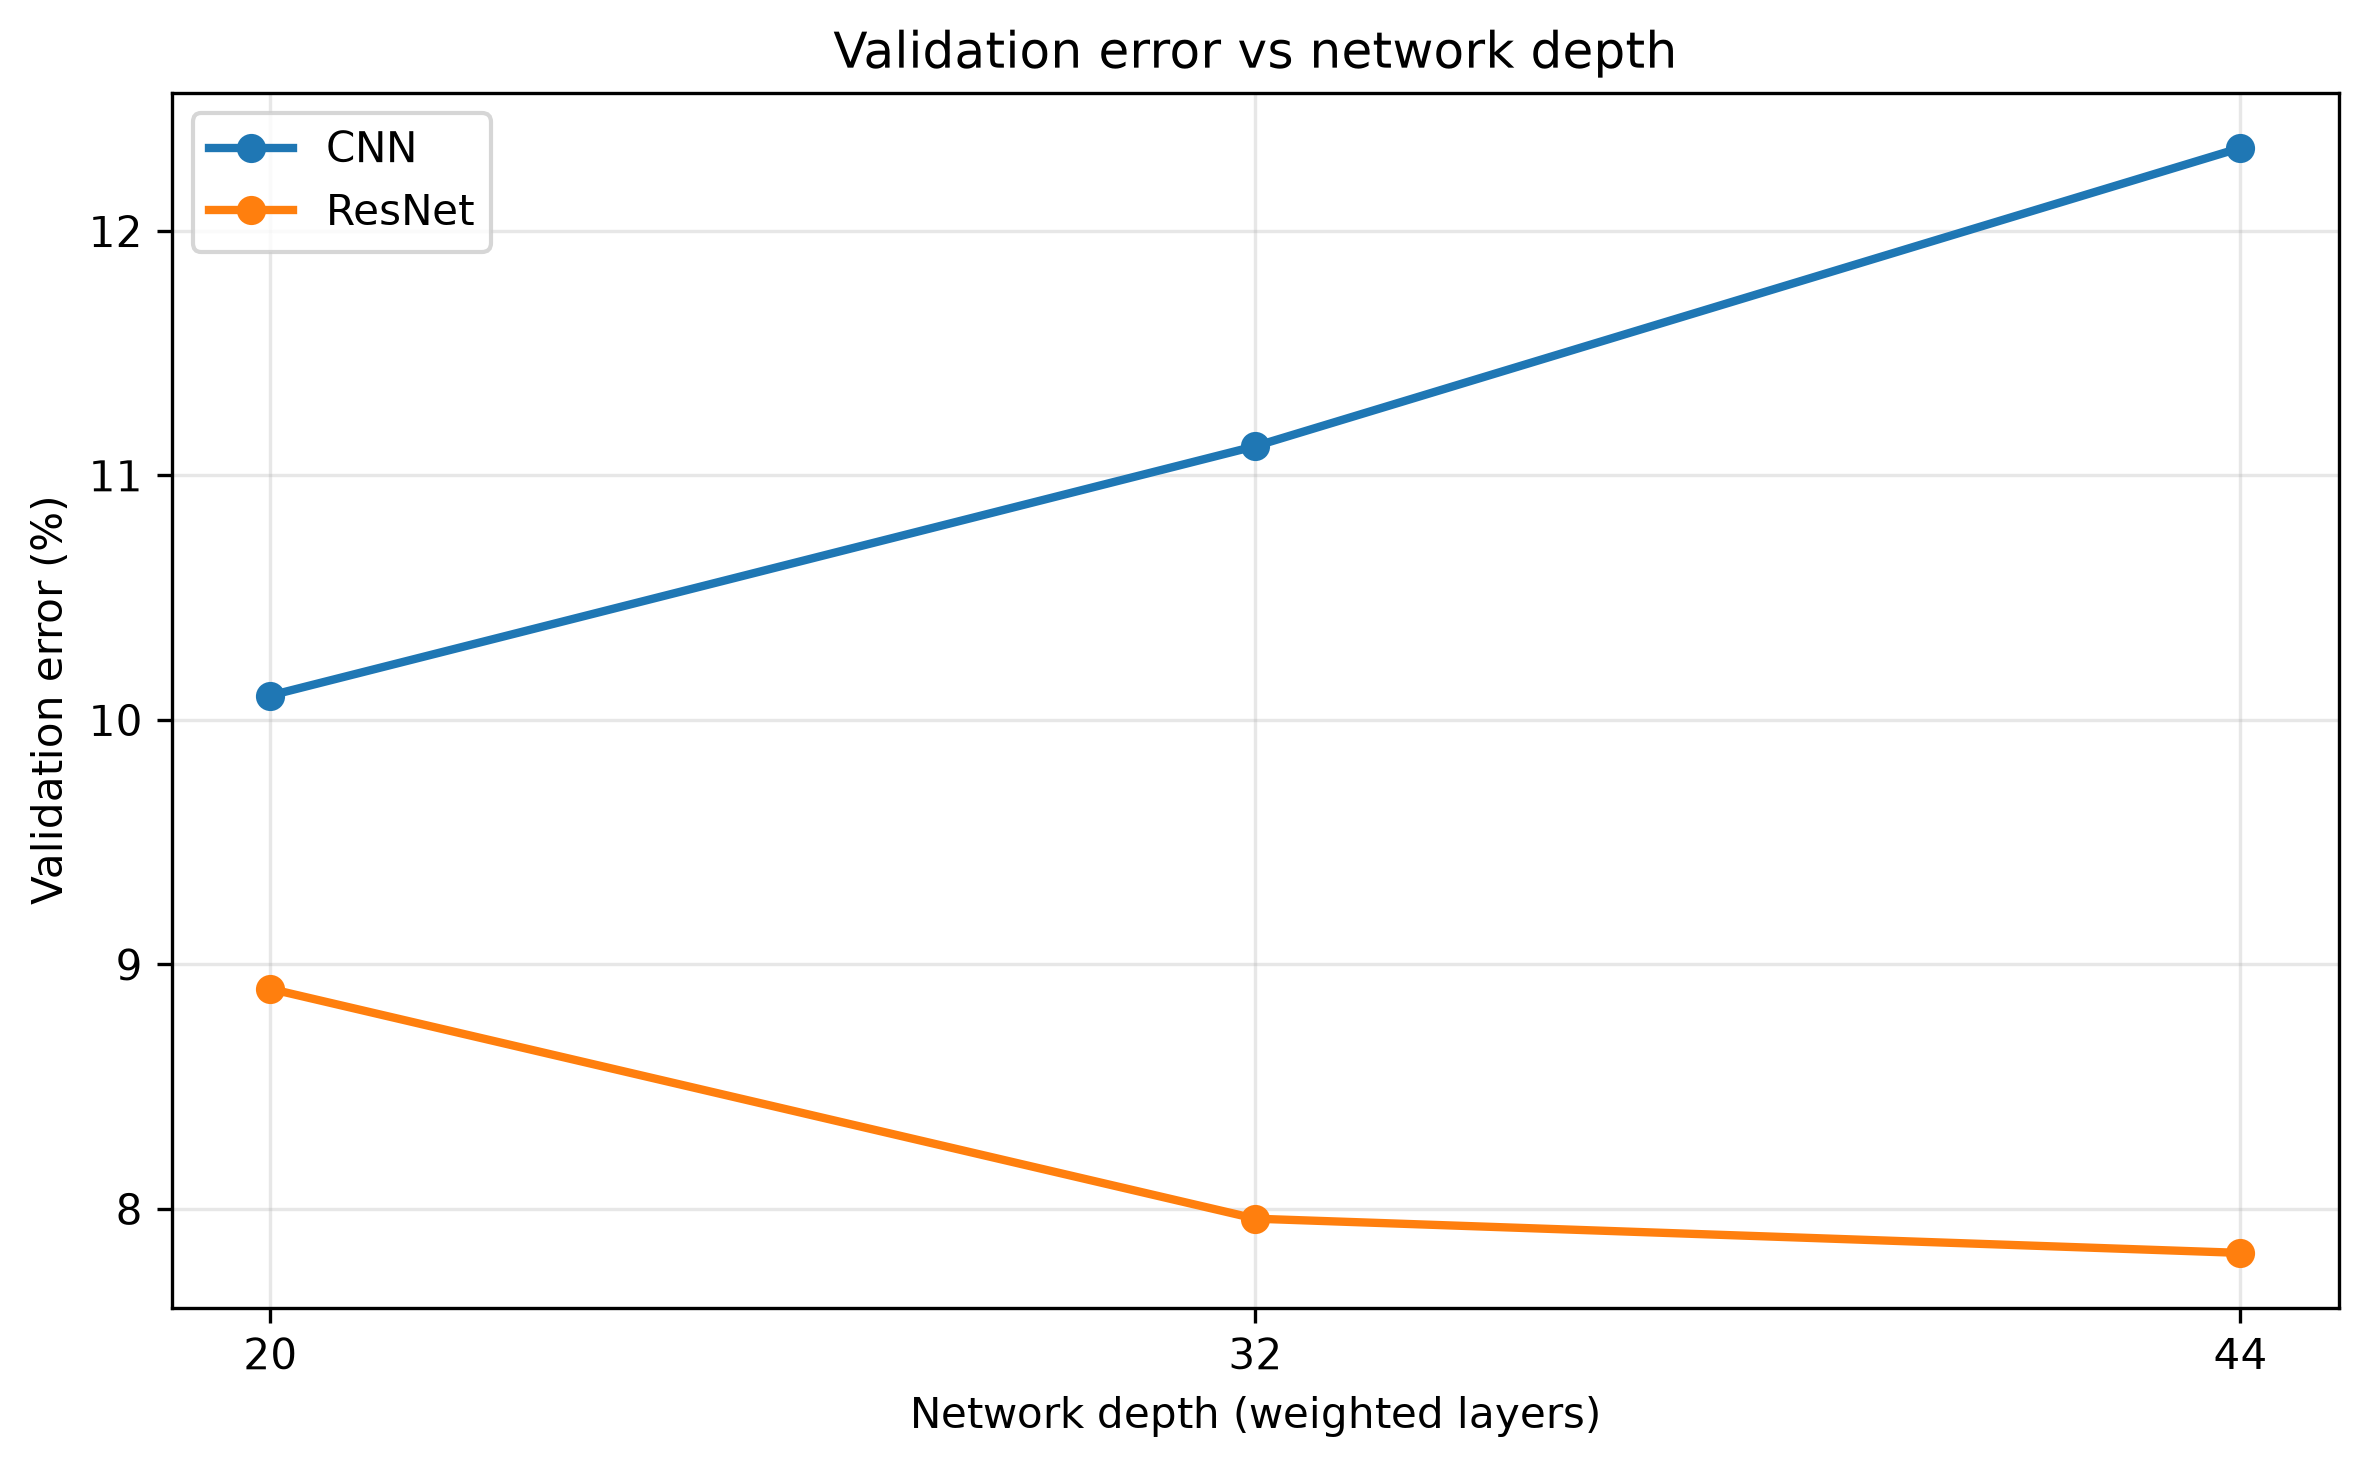 Validation error vs network depth
CNN
ResNet
12
11
10
9
8
Validation error (%)
20
32
44
Network depth (weighted layers)